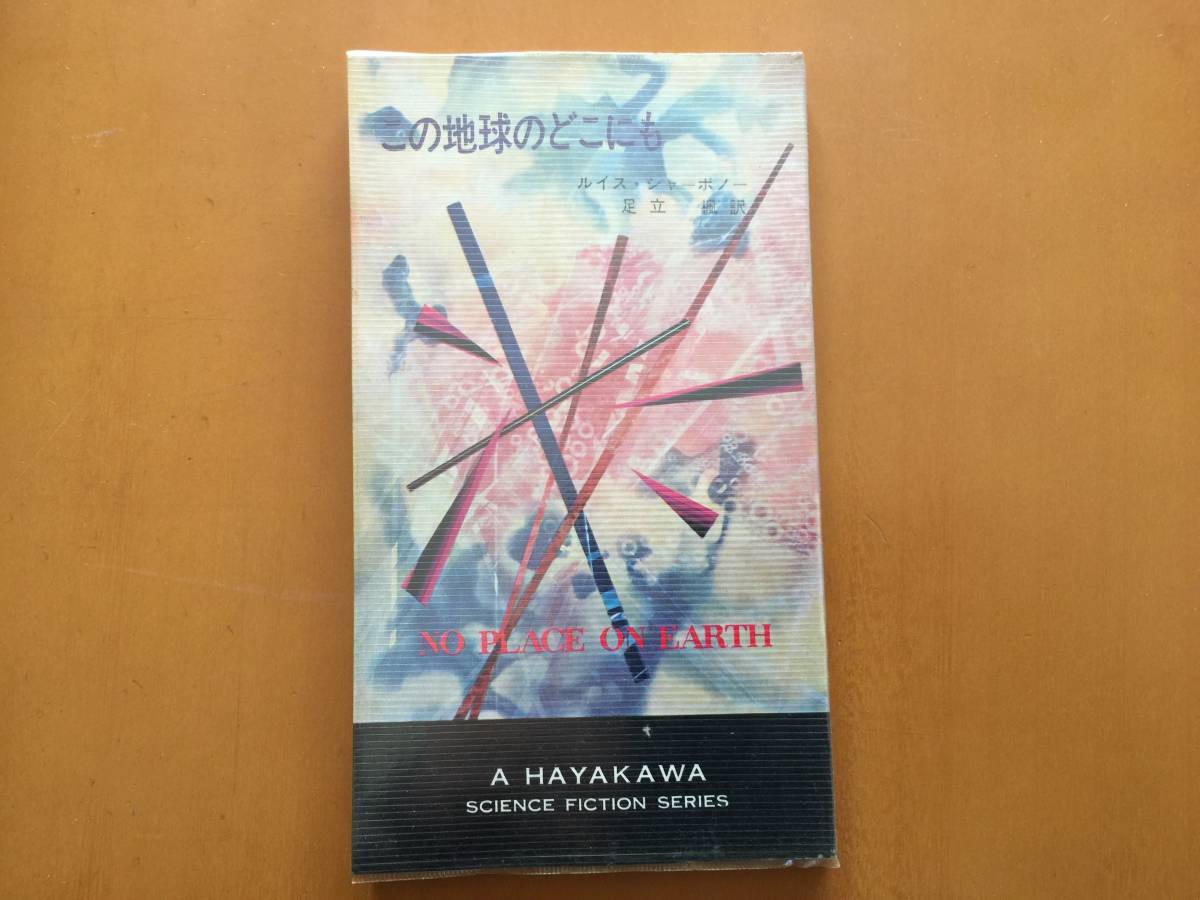 この地球のどこにも
ルイス・シャーボノー
足立 楓訳
NO PLACE ON EARTH
A HAYAKAWA
SCIENCE FICTION SERIES